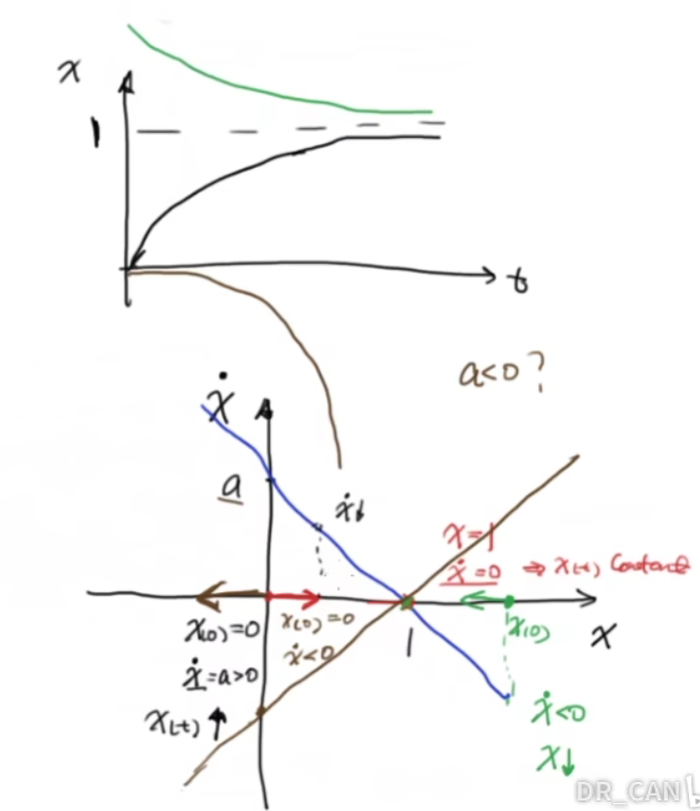 x
1
t
a<0?
ẋ
a
ẋ↓
x=1
ẋ=0 ⇒ x(t) Constant
x(0)=0
x(0)=0
x(0)
1
x
ẋ<0
ẋ=a>0
x(t)↑
ẋ<0
x↓
DR_CAN